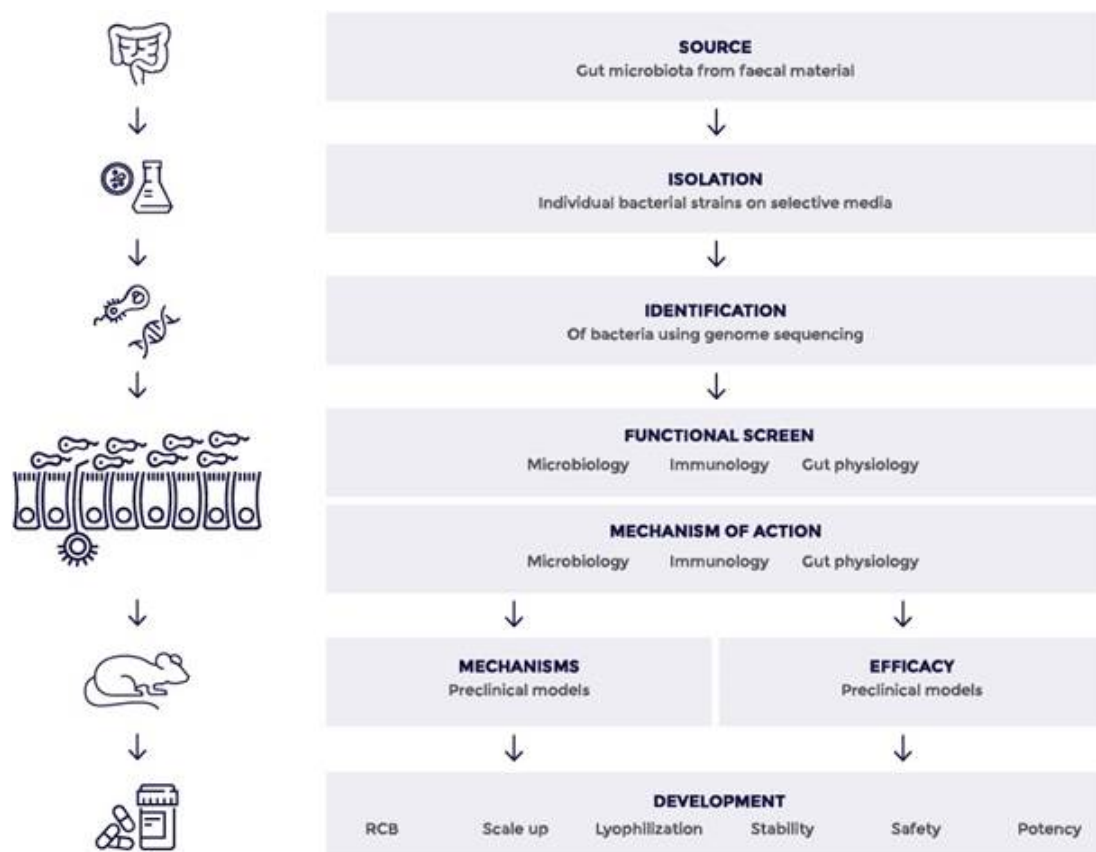 SOURCE
Gut microbiota from faecal material
ISOLATION
Individual bacterial strains on selective media
IDENTIFICATION
Of bacteria using genome sequencing
FUNCTIONAL SCREEN
Microbiology Immunology Gut physiology
MECHANISM OF ACTION
Microbiology Immunology Gut physiology
MECHANISMS
Preclinical models
EFFICACY
Preclinical models
DEVELOPMENT
RCB Scale up Lyophilization Stability Safety Potency